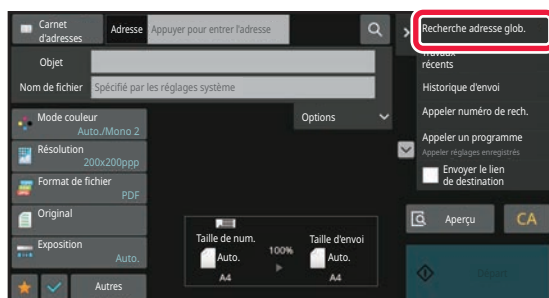 Carnet
d'adresses
Adresse
Appuyer pour entrer l'adresse
Objet
Nom de fichier
Spécifié par les réglages système
Mode couleur
Auto./Mono 2
Résolution
200x200ppp
Format de fichier
PDF
Original
Exposition
Auto.
Autres
Options
Taille de num.
Auto.
A4
100%
Taille d'envoi
Auto.
A4
Recherche adresse glob.
Travaux
récents
Historique d'envoi
Appeler numéro de rech.
Appeler un programme
Appeler réglages enregistrés
Envoyer le lien
de destination
Aperçu
CA
Départ